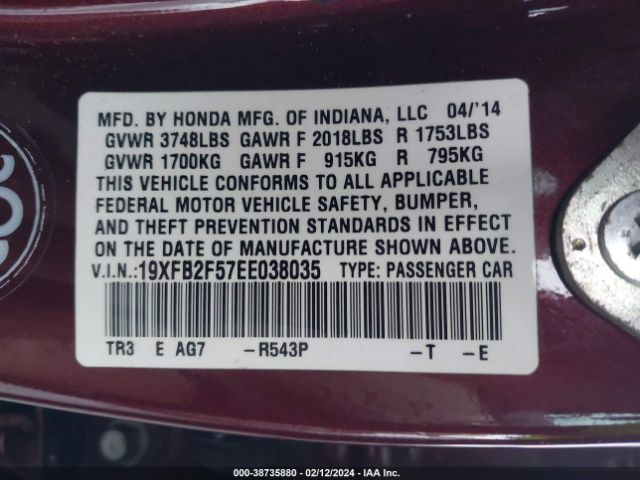 MFD. BY HONDA MFG. OF INDIANA, LLC 04/'14
GVWR 3748LBS GAWR F 2018LBS R 1753LBS
GVWR 1700KG GAWR F 915KG R 795KG
THIS VEHICLE CONFORMS TO ALL APPLICABLE
FEDERAL MOTOR VEHICLE SAFETY, BUMPER,
AND THEFT PREVENTION STANDARDS IN EFFECT
ON THE DATE OF MANUFACTURE SHOWN ABOVE.
V.I.N.:19XFB2F57EE038035 TYPE: PASSENGER CAR
TR3 E AG7 -R543P -T -E
000-38735880 - 02/12/2024 - IAA Inc.